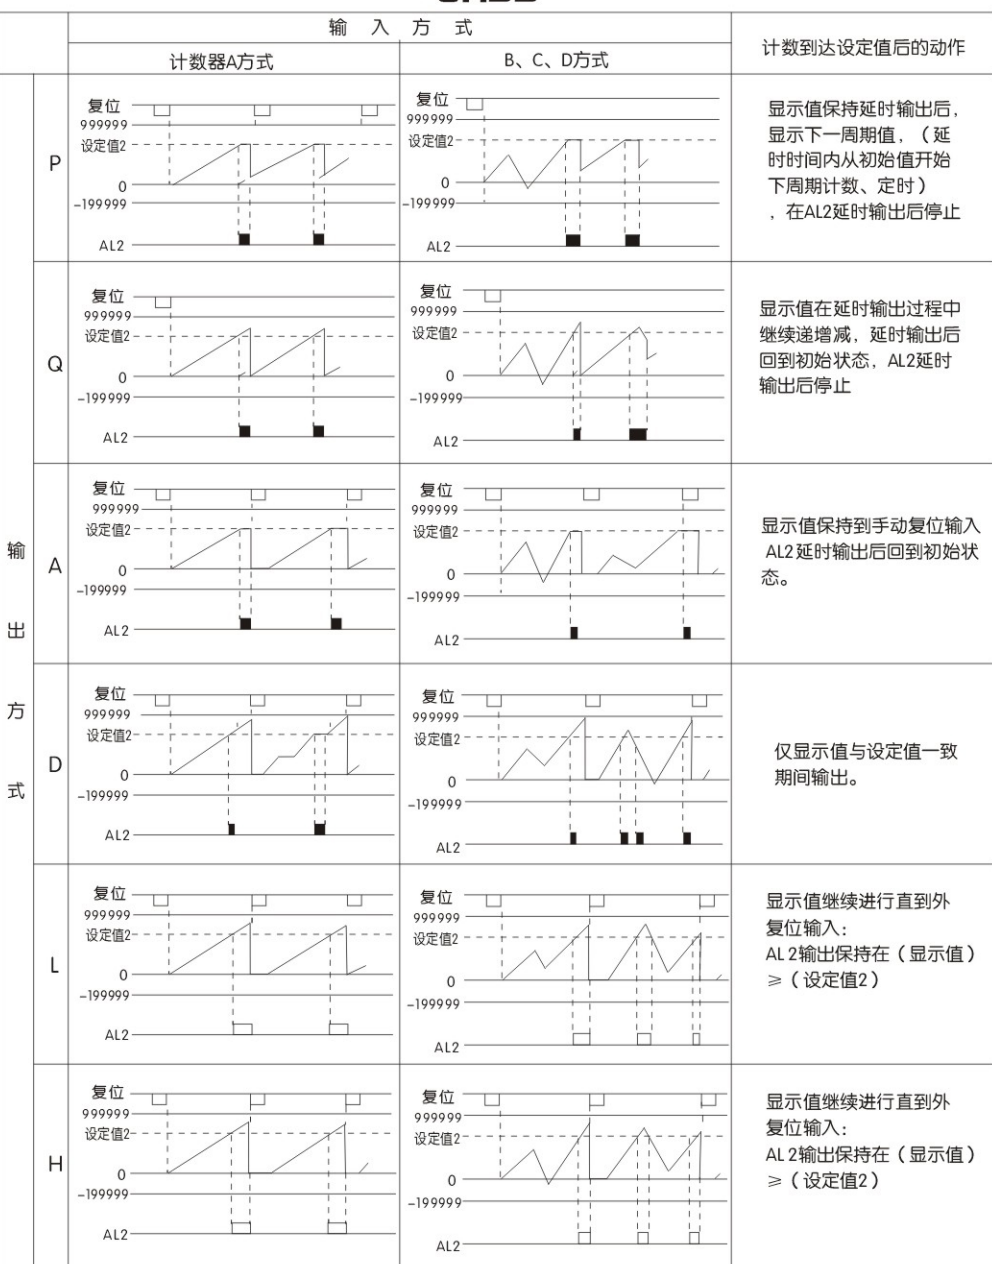 输 入 方 式
计数器A方式
B、C、D方式
计数到达设定值后的动作
输
出
方
式
P
复位
999999
设定值2
0
-199999
AL2
复位
999999
设定值2
0
-199999
AL2
显示值保持延时输出后，
显示下一周期值，（延
时时间内从初始值开始
下周期计数、定时）
，在AL2延时输出后停止
Q
复位
999999
设定值2
0
-199999
AL2
复位
999999
设定值2
0
-199999
AL2
显示值在延时输出过程中
继续递增减，延时输出后
回到初始状态，AL2延时
输出后停止
A
复位
999999
设定值2
0
-199999
AL2
复位
999999
设定值2
0
-199999
AL2
显示值保持到手动复位输入
AL2延时输出后回到初始状
态。
D
复位
999999
设定值2
0
-199999
AL2
复位
999999
设定值2
0
-199999
AL2
仅显示值与设定值一致
期间输出。
L
复位
999999
设定值2
0
-199999
AL2
复位
999999
设定值2
0
-199999
AL2
显示值继续进行直到外
复位输入：
AL2输出保持在（显示值）
≥（设定值2）
H
复位
999999
设定值2
0
-199999
AL2
复位
999999
设定值2
0
-199999
AL2
显示值继续进行直到外
复位输入：
AL2输出保持在（显示值）
≥（设定值2）